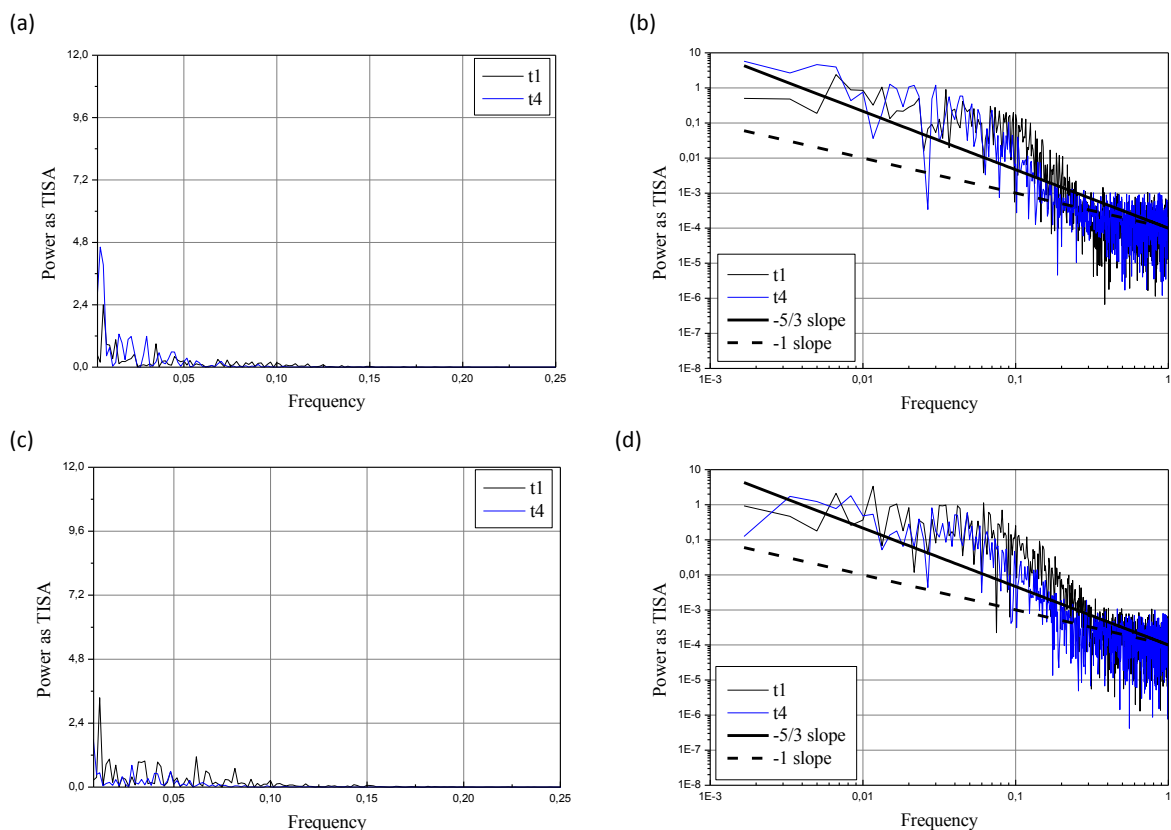 (a)
12,0
9,6
7,2
4,8
2,4
0,0
Power as TISA
0,05
0,10
0,15
0,20
0,25
Frequency
t1
t4
(b)
10
1
0,1
0,01
1E-3
1E-4
1E-5
1E-6
1E-7
1E-8
Power as TISA
1E-3
0,01
0,1
1
Frequency
t1
t4
-5/3 slope
-1 slope
(c)
12,0
9,6
7,2
4,8
2,4
0,0
Power as TISA
0,05
0,10
0,15
0,20
0,25
Frequency
t1
t4
(d)
10
1
0,1
0,01
1E-3
1E-4
1E-5
1E-6
1E-7
1E-8
Power as TISA
1E-3
0,01
0,1
1
Frequency
t1
t4
-5/3 slope
-1 slope